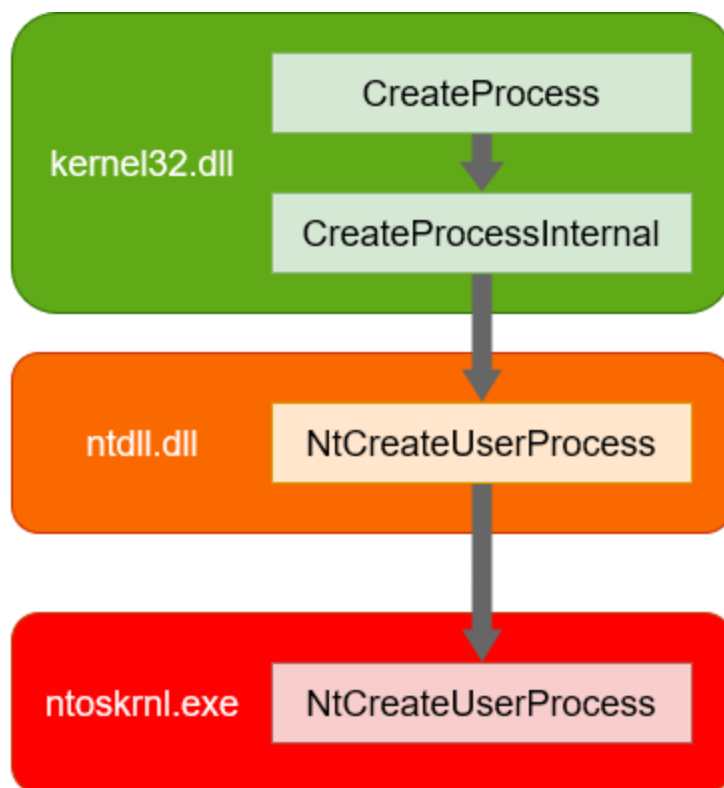 CreateProcess
kernel32.dll
CreateProcessInternal
ntdll.dll
NtCreateUserProcess
ntoskrnl.exe
NtCreateUserProcess